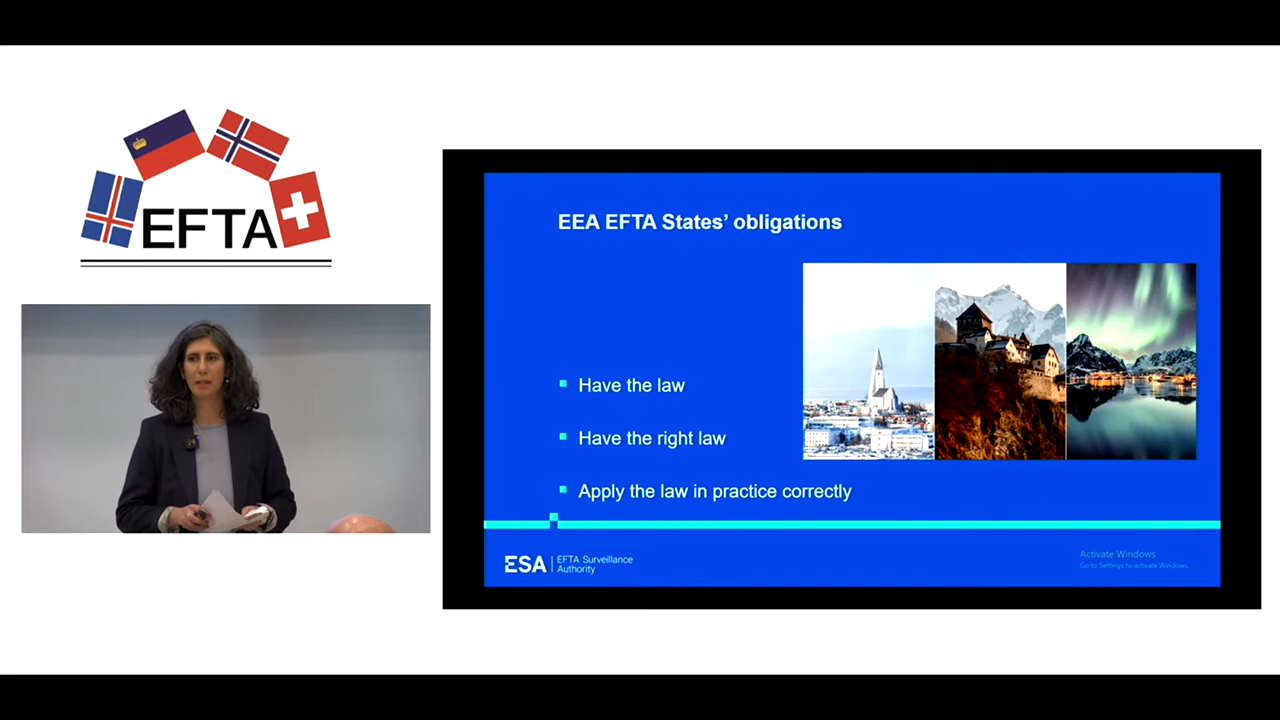 EFTA
EEA EFTA States’ obligations
Have the law
Have the right law
Apply the law in practice correctly
ESA
EFTA Surveillance
Authority
Activate Windows
Go to Settings to activate Windows.